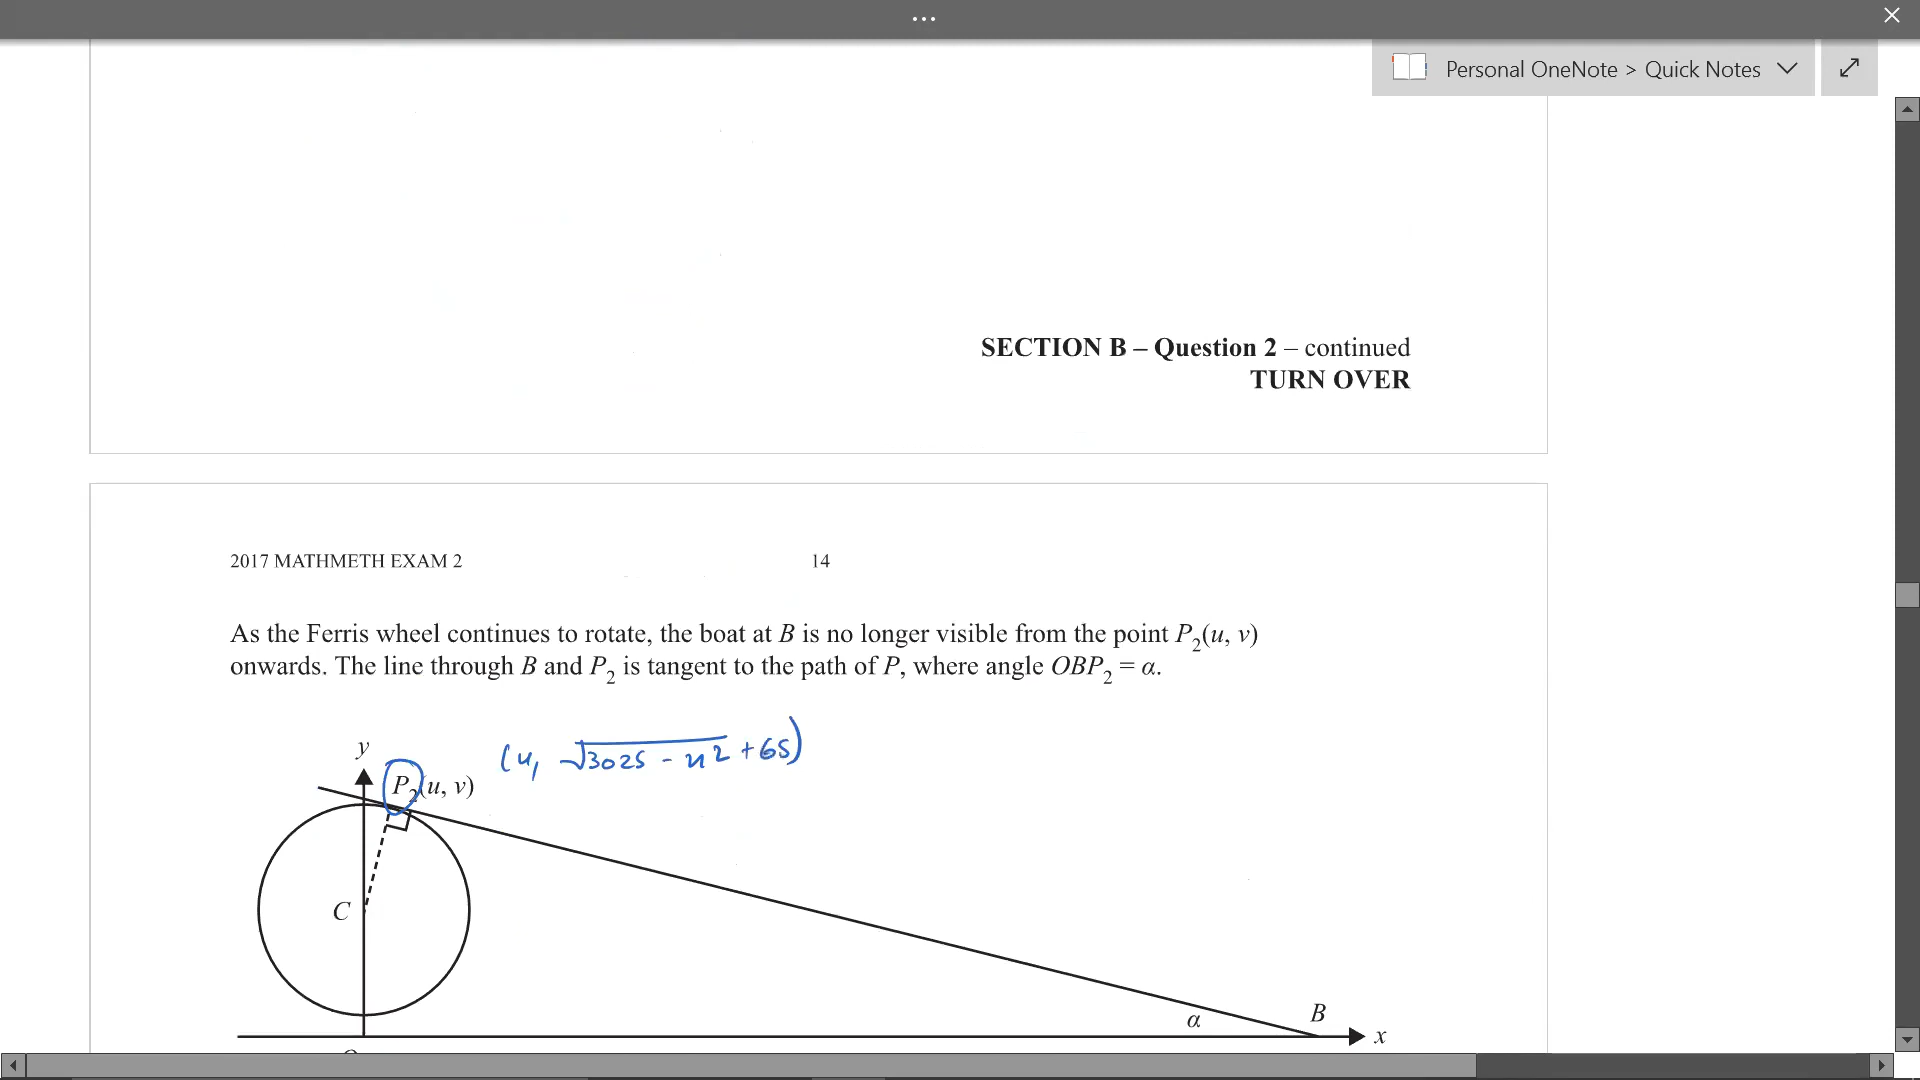 Personal OneNote > Quick Notes
SECTION B – Question 2 – continued
TURN OVER
2017 MATHMETH EXAM 2
14
As the Ferris wheel continues to rotate, the boat at B is no longer visible from the point P₂(u, v)
onwards. The line through B and P₂ is tangent to the path of P, where angle OBP₂ = α.
y
(u, √3025 - u² + 65)
P₂(u, v)
C
B
α
x